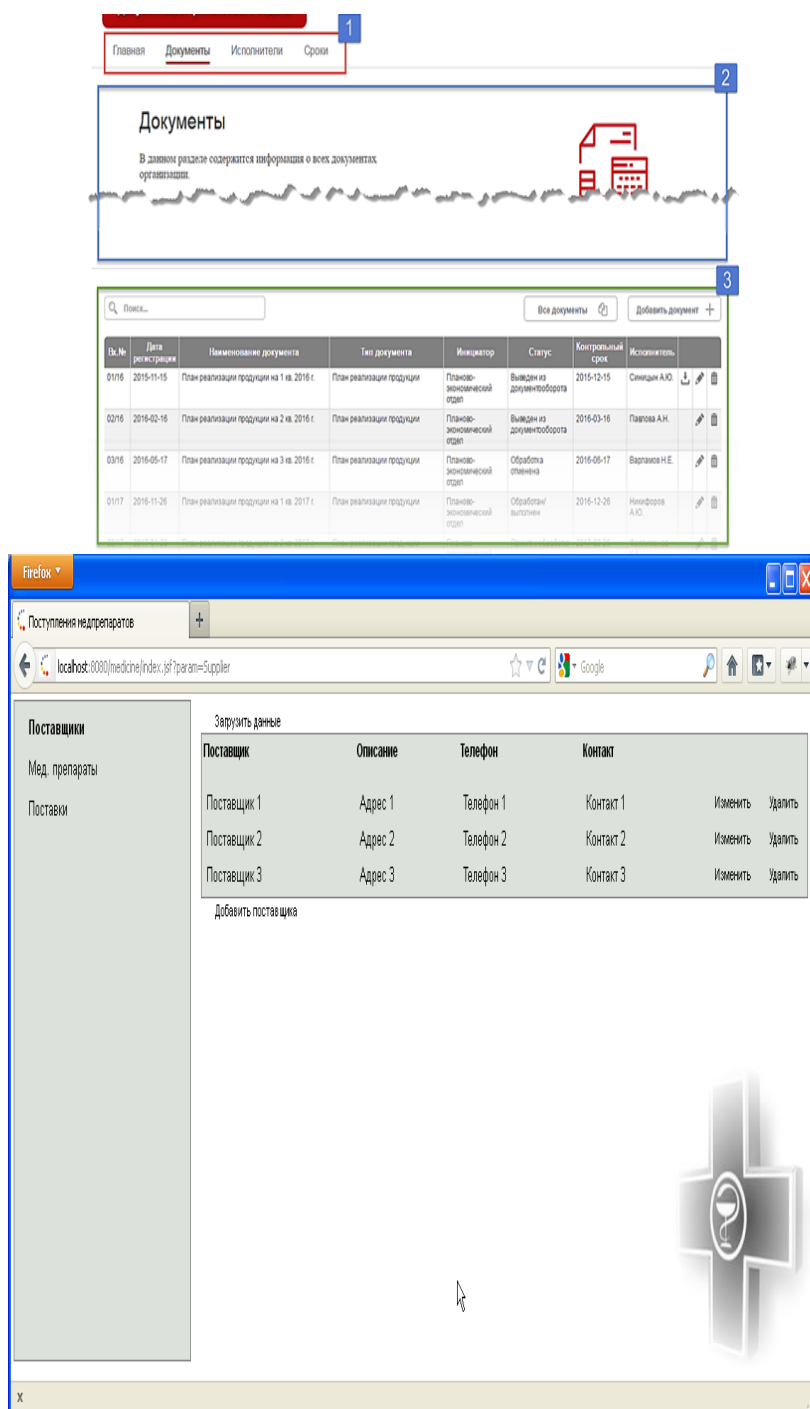 1
Главная Документы Исполнители Сроки
2
Документы
В данном разделе содержится информация о всех документах
организации.
3
Поиск... Все документы Добавить документ
Вх.№ Дата регистрации Наименование документа Тип документа Инициатор Статус Контрольный срок Исполнитель
01/16 2015-11-15 План реализации продукции на 1 кв. 2016 г. План реализации продукции Планово-экономический отдел Выведен из документооборота 2015-12-15 Синицын А.Ю.
02/16 2016-02-16 План реализации продукции на 2 кв. 2016 г. План реализации продукции Планово-экономический отдел Выведен из документооборота 2016-03-16 Павлова А.Н.
03/16 2016-05-17 План реализации продукции на 3 кв. 2016 г. План реализации продукции Планово-экономический отдел Обработка отменена 2016-06-17 Варламов Н.Е.
01/17 2016-11-26 План реализации продукции на 1 кв. 2017 г. План реализации продукции Планово-экономический отдел Обработан/выполнен 2016-12-26 Никифоров А.Ю.
Firefox
Поступления медпрепаратов
localhost:8080/medicine/index.jsf?param=Supplier Google
Поставщики
Мед. препараты
Поставки
Загрузить данные
Поставщик Описание Телефон Контакт
Поставщик 1 Адрес 1 Телефон 1 Контакт 1 Изменить Удалить
Поставщик 2 Адрес 2 Телефон 2 Контакт 2 Изменить Удалить
Поставщик 3 Адрес 3 Телефон 3 Контакт 3 Изменить Удалить
Добавить поставщика
x